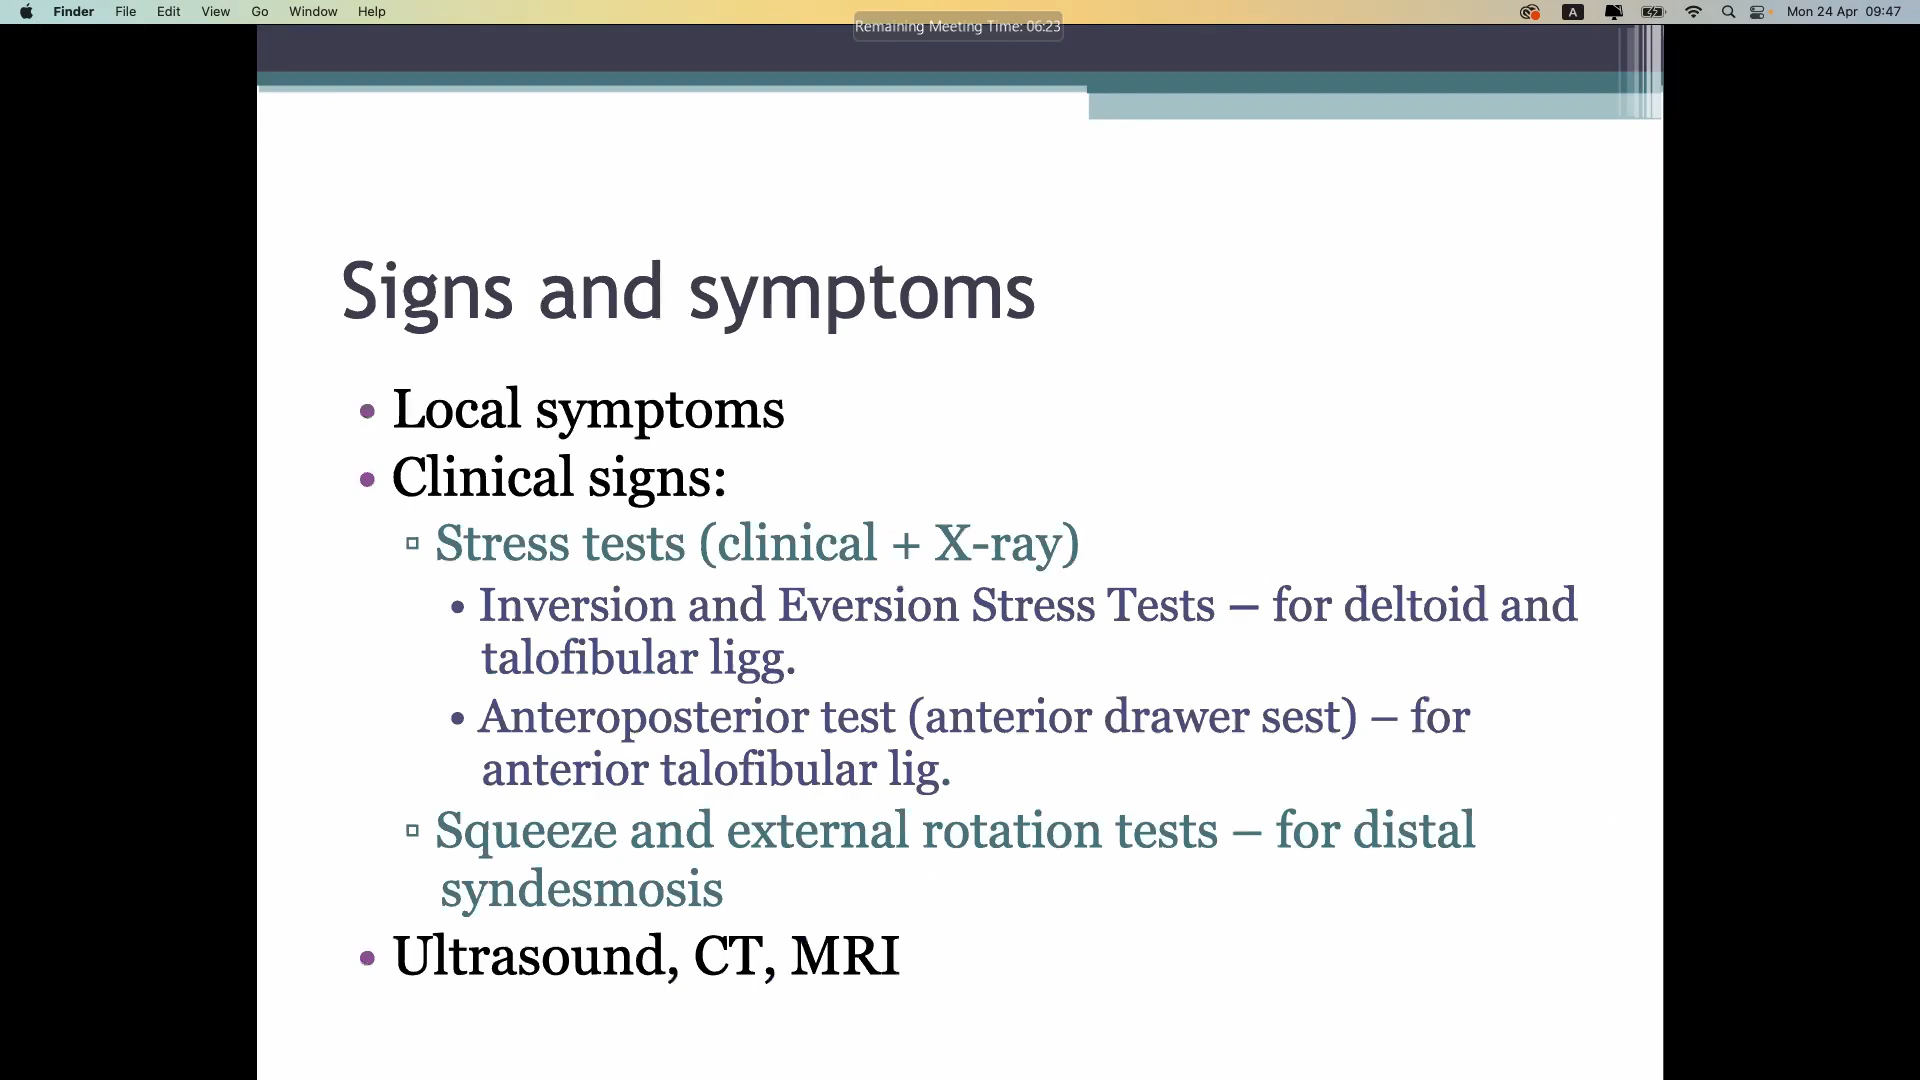 Finder File Edit View Go Window Help
A
Mon 24 Apr 09:47
Remaining Meeting Time: 06:23
Signs and symptoms
• Local symptoms
• Clinical signs:
▫ Stress tests (clinical + X-ray)
• Inversion and Eversion Stress Tests – for deltoid and
talofibular ligg.
• Anteroposterior test (anterior drawer sest) – for
anterior talofibular lig.
▫ Squeeze and external rotation tests – for distal
syndesmosis
• Ultrasound, CT, MRI